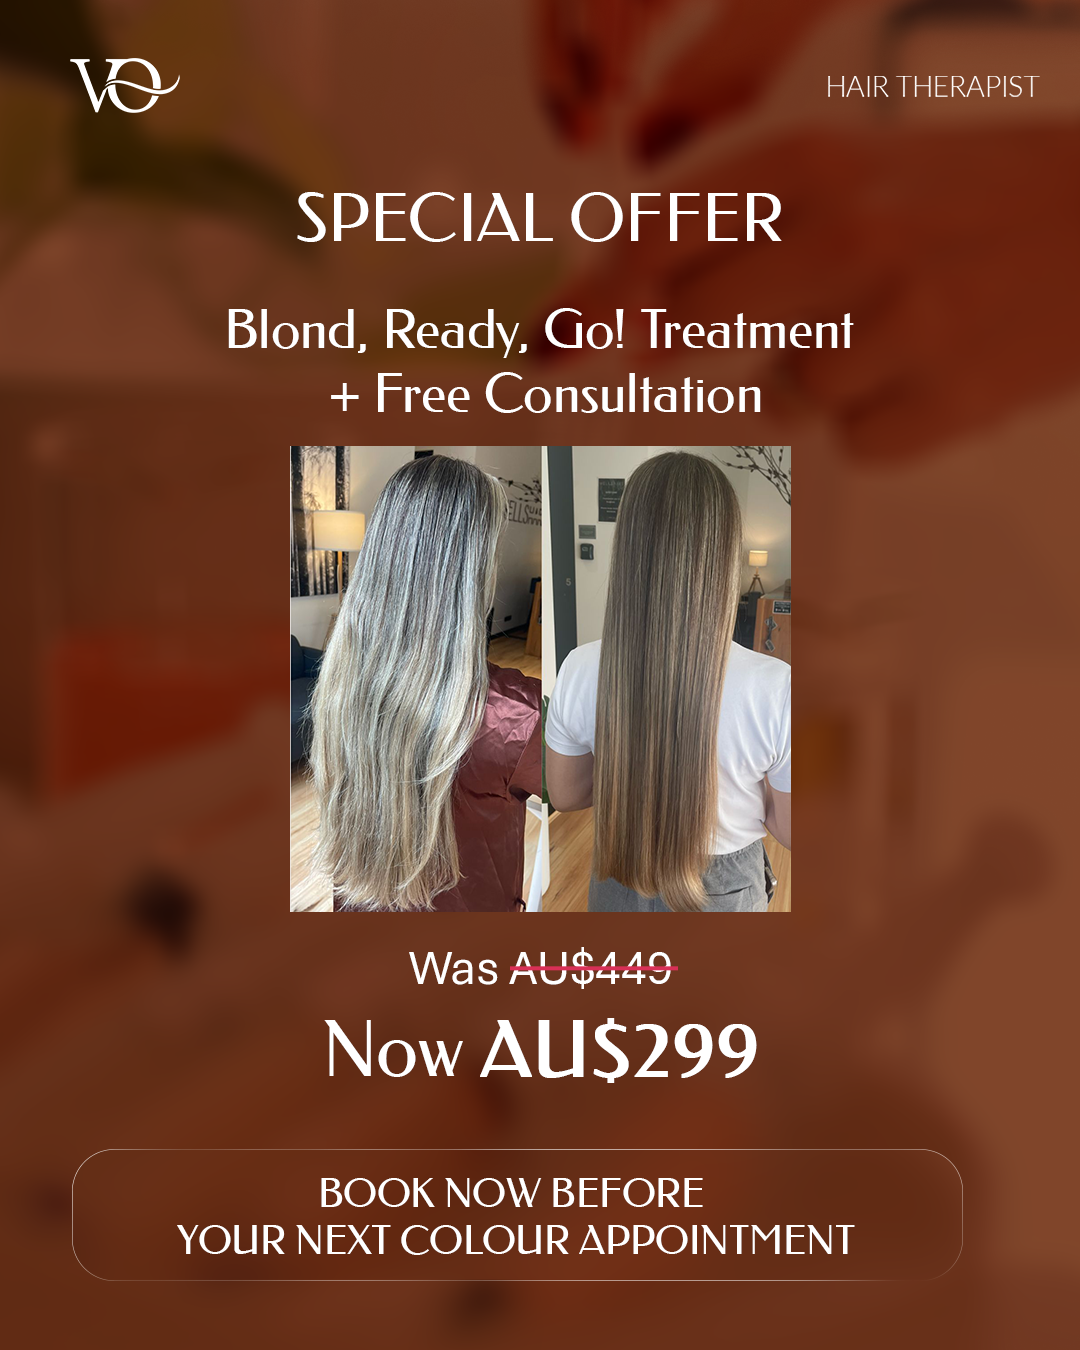 VO
HAIR THERAPIST
SPECIAL OFFER
Blond, Ready, Go! Treatment
+ Free Consultation
Was AU$449
Now AU$299
BOOK NOW BEFORE
YOUR NEXT COLOUR APPOINTMENT